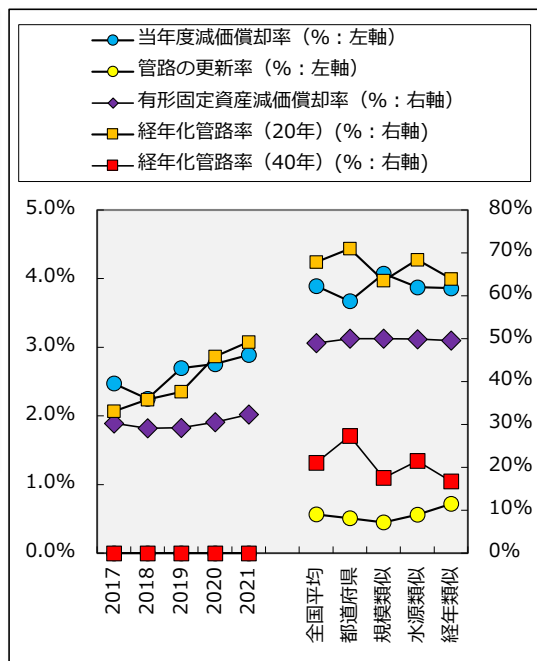 当年度減価償却率（%：左軸）
管路の更新率（%：左軸）
有形固定資産減価償却率（%：右軸）
経年化管路率（20年）(%：右軸)
経年化管路率（40年）(%：右軸)
5.0%
4.0%
3.0%
2.0%
1.0%
0.0%
80%
70%
60%
50%
40%
30%
20%
10%
0%
2017
2018
2019
2020
2021
全国平均
都道府県
規模類似
水源類似
経年類似